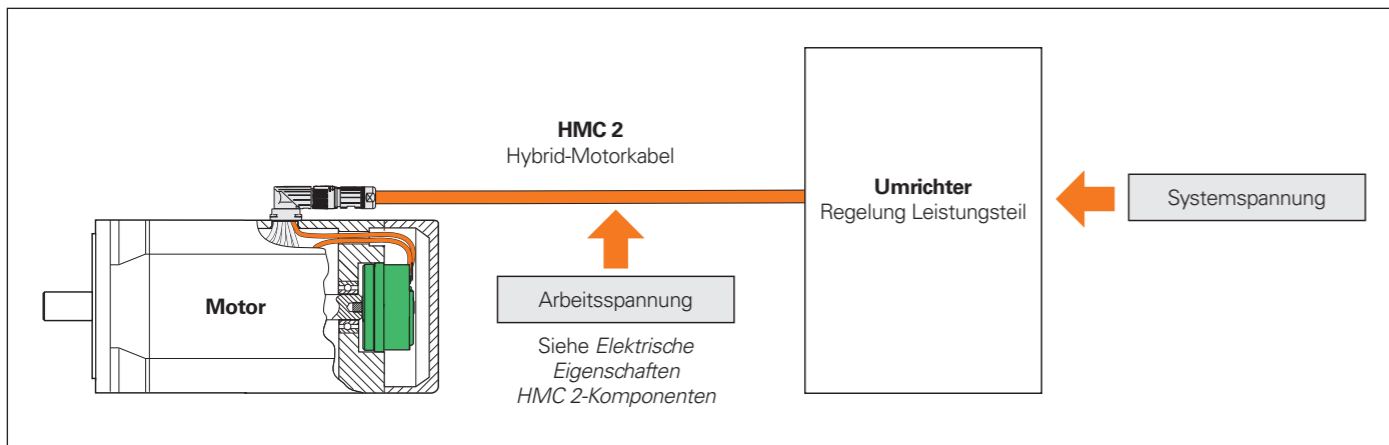 HMC 2
Hybrid-Motorkabel
Umrichter
Regelung Leistungsteil
Systemspannung
Motor
Arbeitsspannung
Siehe Elektrische
Eigenschaften
HMC 2-Komponenten